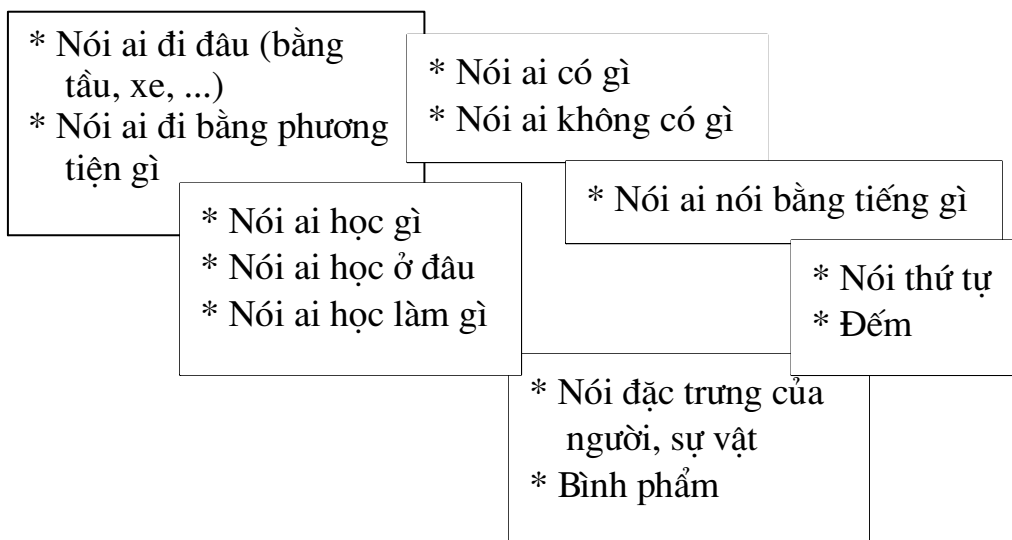 * Nói ai đi đâu (bằng
tầu, xe, ...)
* Nói ai đi bằng phương
tiện gì
* Nói ai có gì
* Nói ai không có gì
* Nói ai nói bằng tiếng gì
* Nói ai học gì
* Nói ai học ở đâu
* Nói ai học làm gì
* Nói thứ tự
* Đếm
* Nói đặc trưng của
người, sự vật
* Bình phẩm